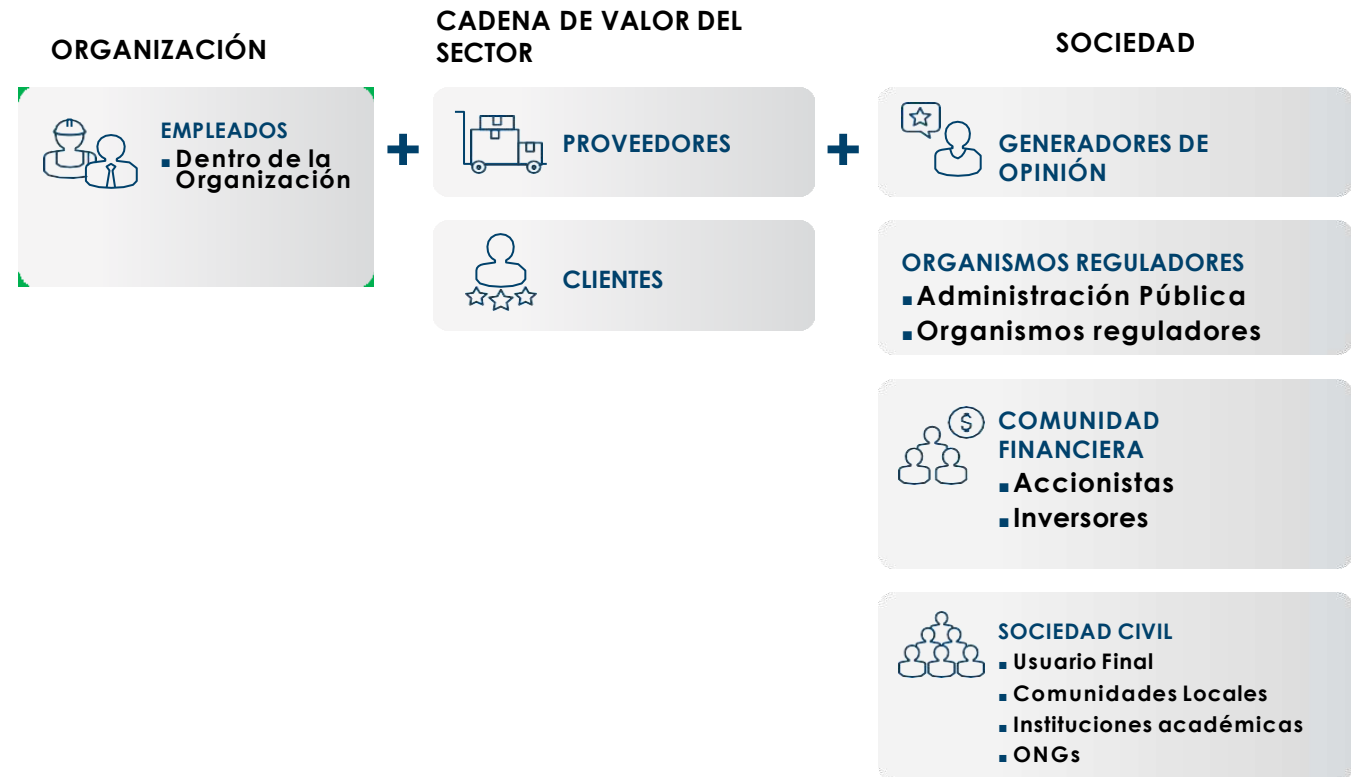 ORGANIZACIÓN
EMPLEADOS
▪ Dentro de la
Organización
+
CADENA DE VALOR DEL
SECTOR
PROVEEDORES
CLIENTES
+
SOCIEDAD
GENERADORES DE
OPINIÓN
ORGANISMOS REGULADORES
▪ Administración Pública
▪ Organismos reguladores
$
COMUNIDAD
FINANCIERA
▪ Accionistas
▪ Inversores
SOCIEDAD CIVIL
▪ Usuario Final
▪ Comunidades Locales
▪ Instituciones académicas
▪ ONGs